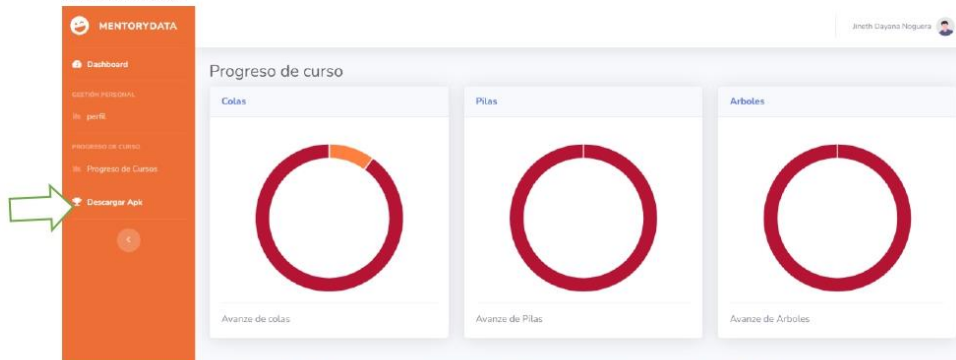 MENTORYDATA
Jineth Dayana Noguera
Dashboard
Progreso de curso
GESTIÓN PERSONAL
perfil
Colas
Pilas
Arboles
PROGRESO DE CURSO
Progreso de Cursos
Descargar Apk
Avanze de colas
Avanze de Pilas
Avanze de Arboles